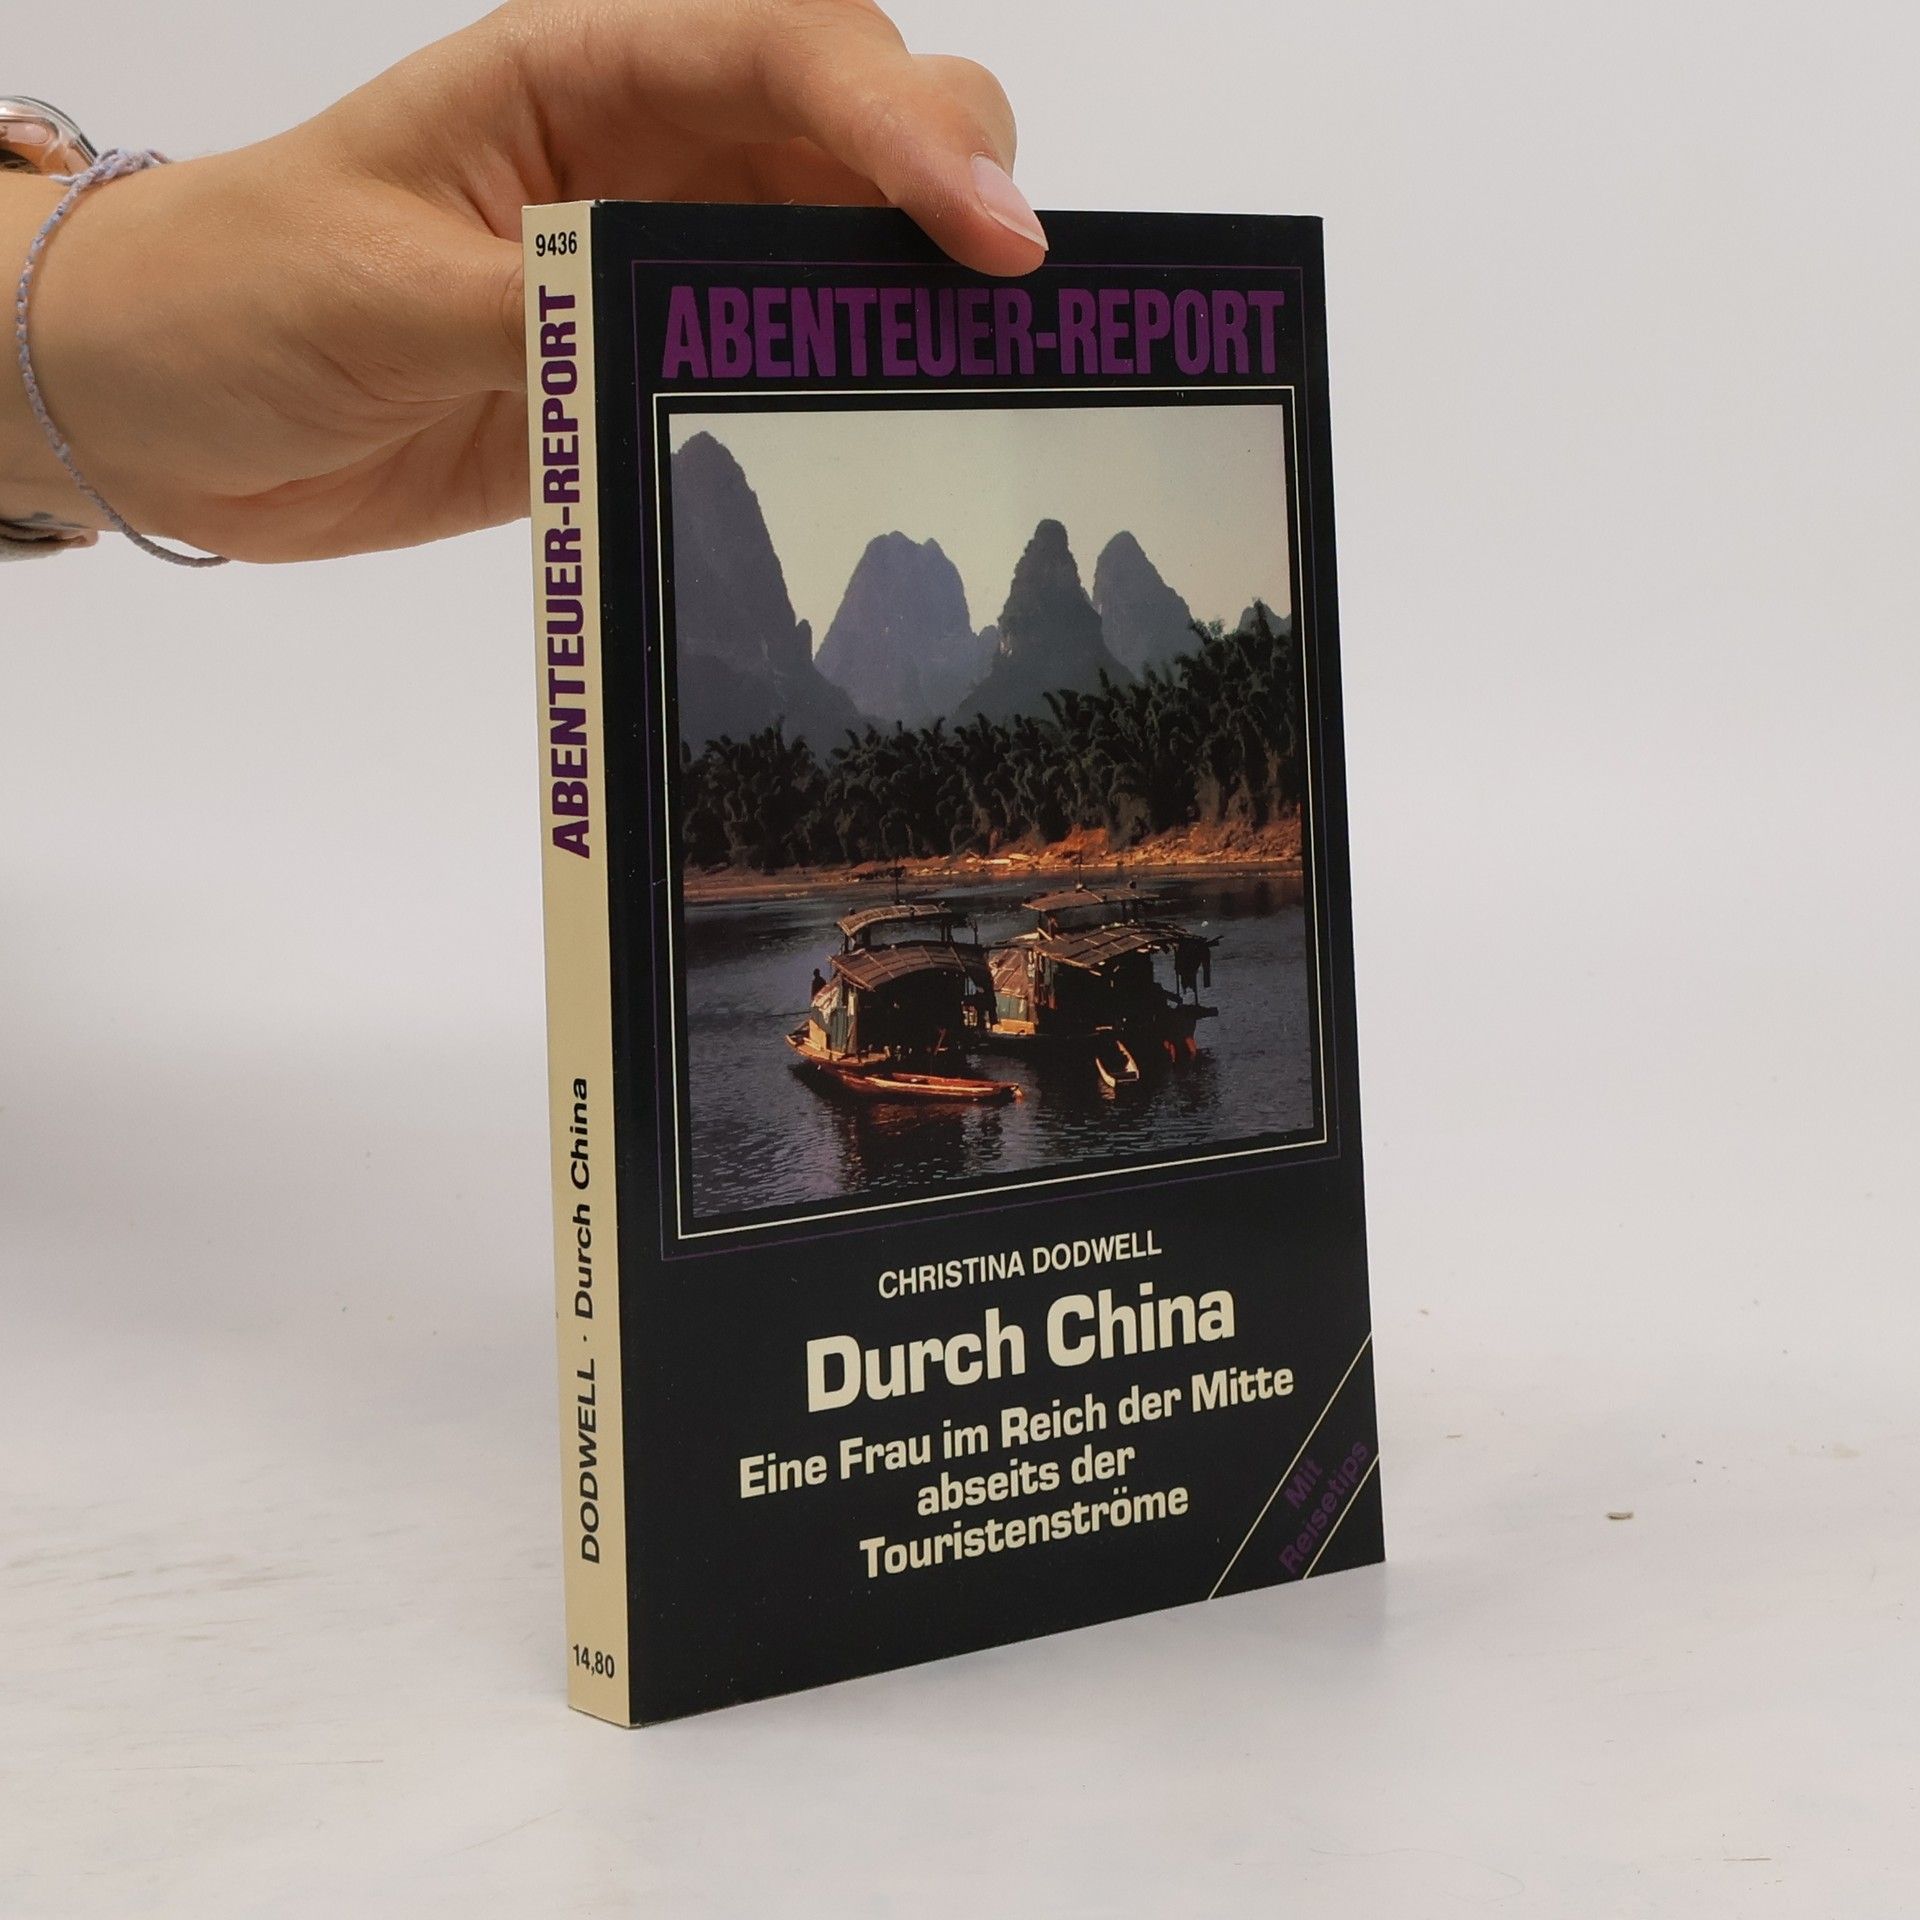 9436
ABENTEUER-REPORT
DODWELL · Durch China
14,80
ABENTEUER-REPORT
CHRISTINA DODWELL
Durch China
Eine Frau im Reich der Mitte
abseits der
Touristenströme
Mit
Reisetips